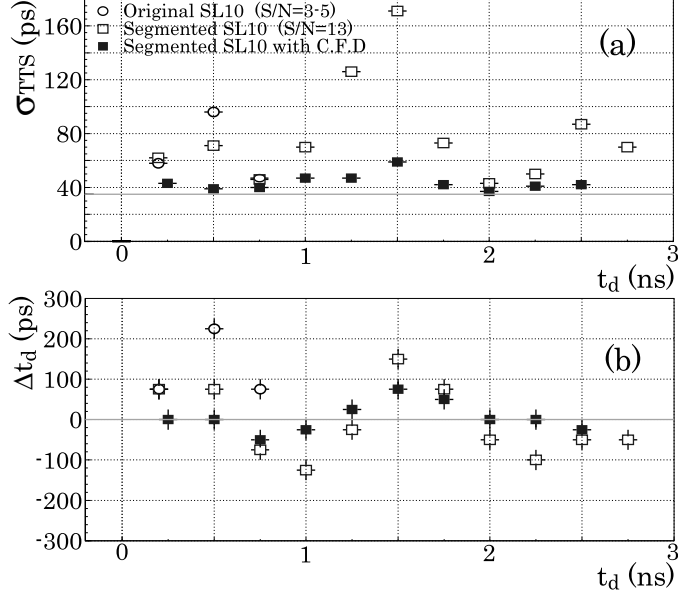 σTTS (ps)
Original SL10 (S/N=3-5)
Segmented SL10 (S/N=13)
Segmented SL10 with C.F.D
(a)
160
120
80
40
0
0 1 2 3
td (ns)
Δtd (ps)
(b)
300
200
100
0
-100
-200
-300
0 1 2 3
td (ns)